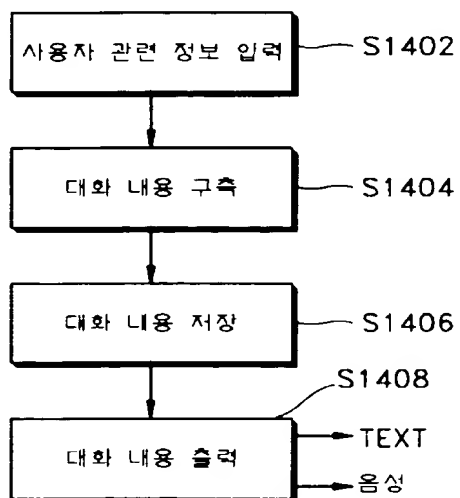 사용자 관련 정보 입력
S1402
대화 내용 구축
S1404
대화 내용 저장
S1406
S1408
대화 내용 출력
TEXT
음성